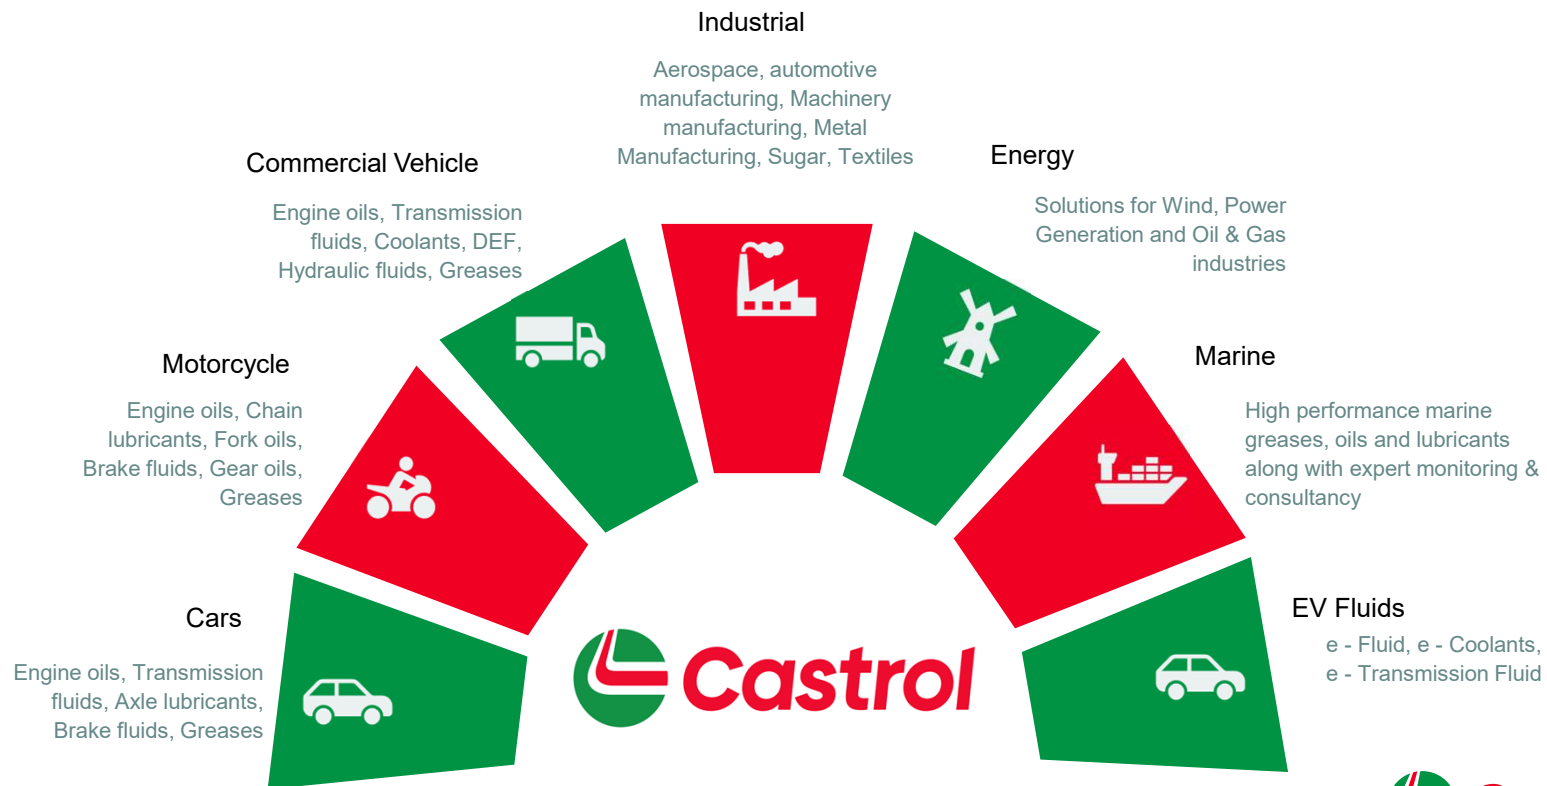 Industrial
Aerospace, automotive
manufacturing, Machinery
manufacturing, Metal
Manufacturing, Sugar, Textiles
Commercial Vehicle
Engine oils, Transmission
fluids, Coolants, DEF,
Hydraulic fluids, Greases
Energy
Solutions for Wind, Power
Generation and Oil & Gas
industries
Motorcycle
Engine oils, Chain
lubricants, Fork oils,
Brake fluids, Gear oils,
Greases
Marine
High performance marine
greases, oils and lubricants
along with expert monitoring &
consultancy
Cars
Engine oils, Transmission
fluids, Axle lubricants,
Brake fluids, Greases
EV Fluids
e - Fluid, e - Coolants,
e - Transmission Fluid
Castrol